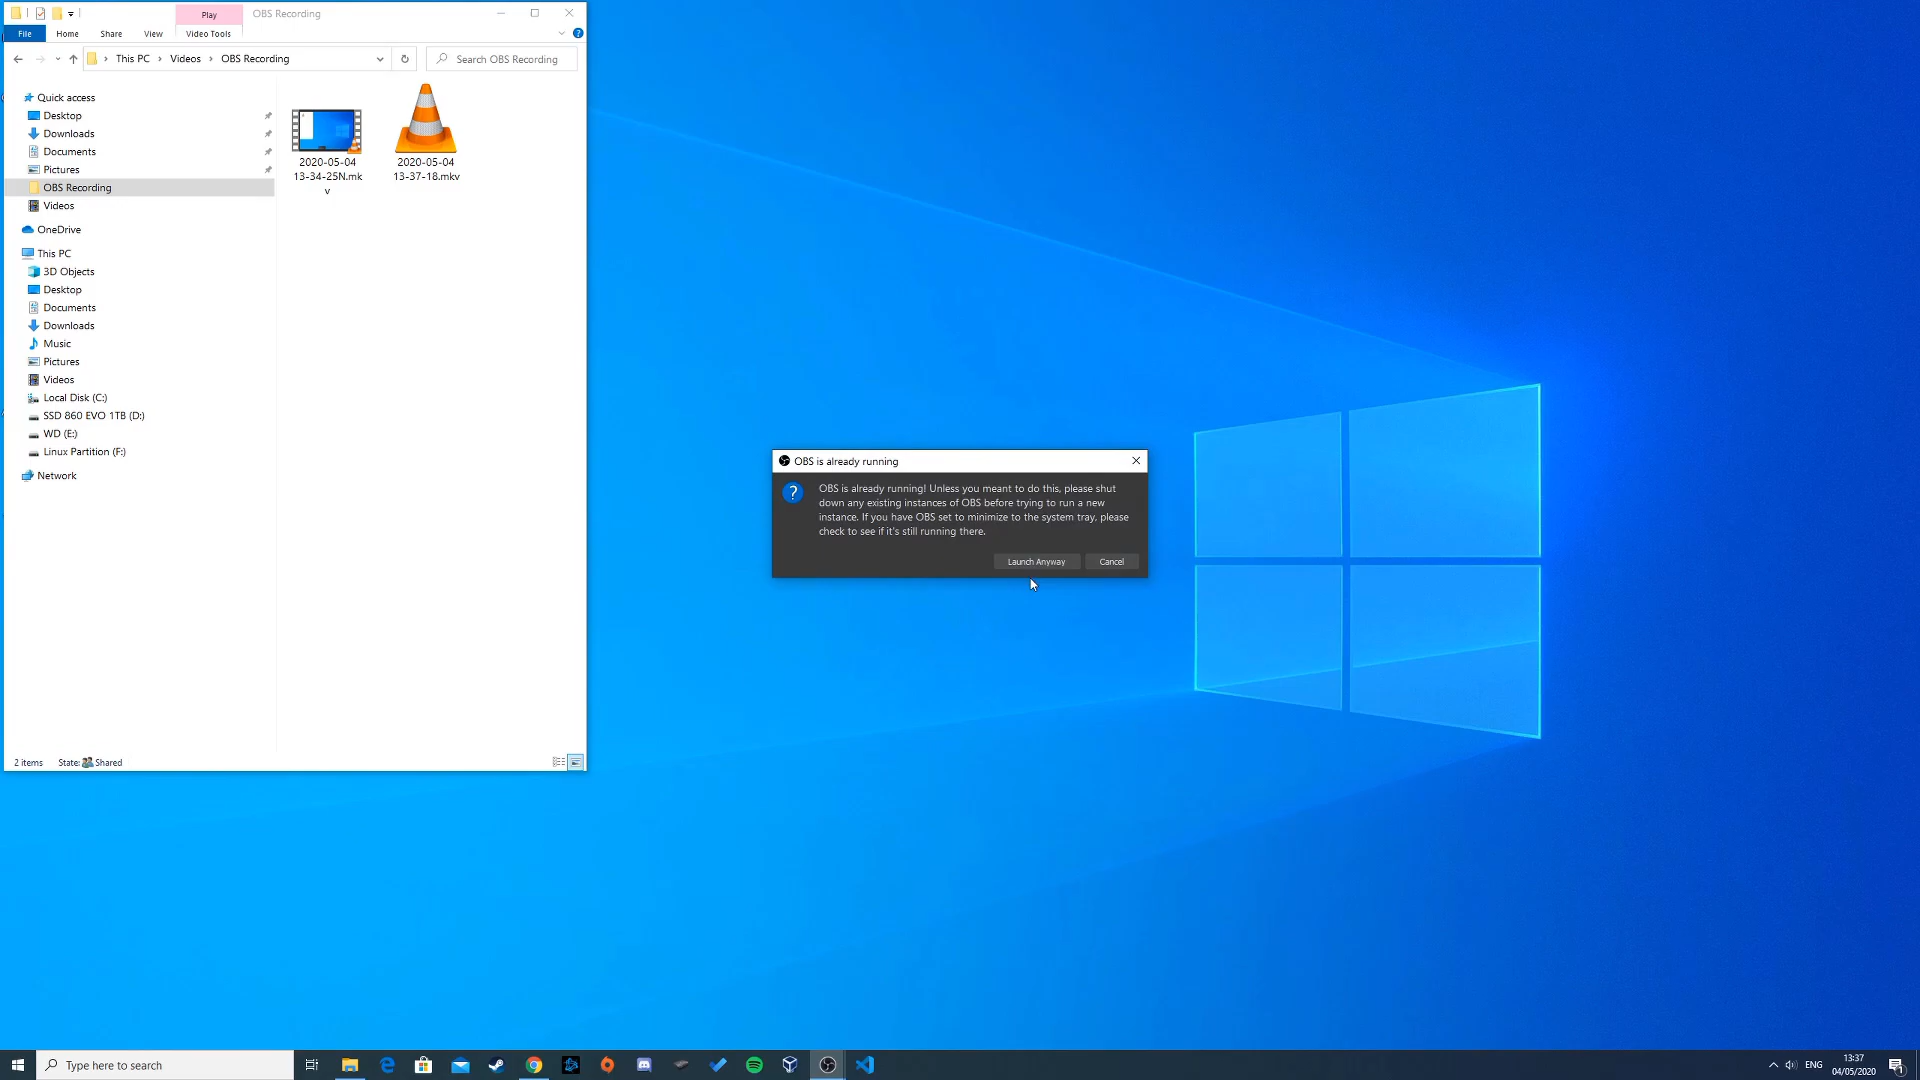 Play
OBS Recording
File
Home
Share
View
Video Tools
This PC
Videos
OBS Recording
Search OBS Recording
Quick access
Desktop
Downloads
Documents
Pictures
OBS Recording
Videos
OneDrive
This PC
3D Objects
Desktop
Documents
Downloads
Music
Pictures
Videos
Local Disk (C:)
SSD 860 EVO 1TB (D:)
WD (E:)
Linux Partition (F:)
Network
2020-05-04
13-34-25N.mk
v
2020-05-04
13-37-18.mkv
2 items
State:
Shared
OBS is already running
OBS is already running! Unless you meant to do this, please shut
down any existing instances of OBS before trying to run a new
instance. If you have OBS set to minimize to the system tray, please
check to see if it's still running there.
Launch Anyway
Cancel
Type here to search
ENG
13:37
04/05/2020
1